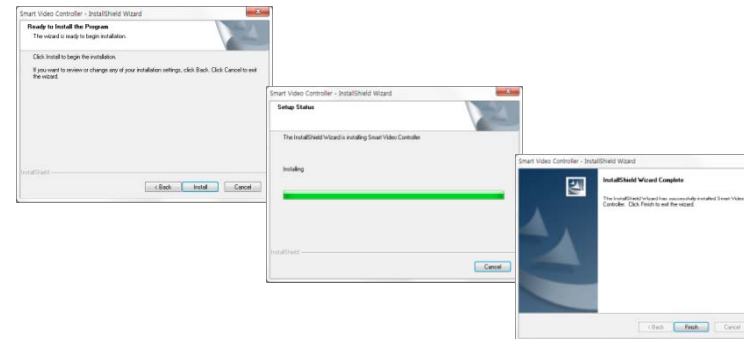 Smart Video Controller - InstallShield Wizard
Ready to Install the Program
The wizard is ready to begin installation.
Click Install to begin the installation.
If you want to review or change any of your installation settings, click Back. Click Cancel to exit
the wizard.
InstallShield
< Back Install Cancel
Smart Video Controller - InstallShield Wizard
Setup Status
The InstallShield Wizard is installing Smart Video Controller
Installing
InstallShield
Cancel
Smart Video Controller - InstallShield Wizard
InstallShield Wizard Complete
The InstallShield Wizard has successfully installed Smart Video
Controller. Click Finish to exit the wizard.
< Back Finish Cancel